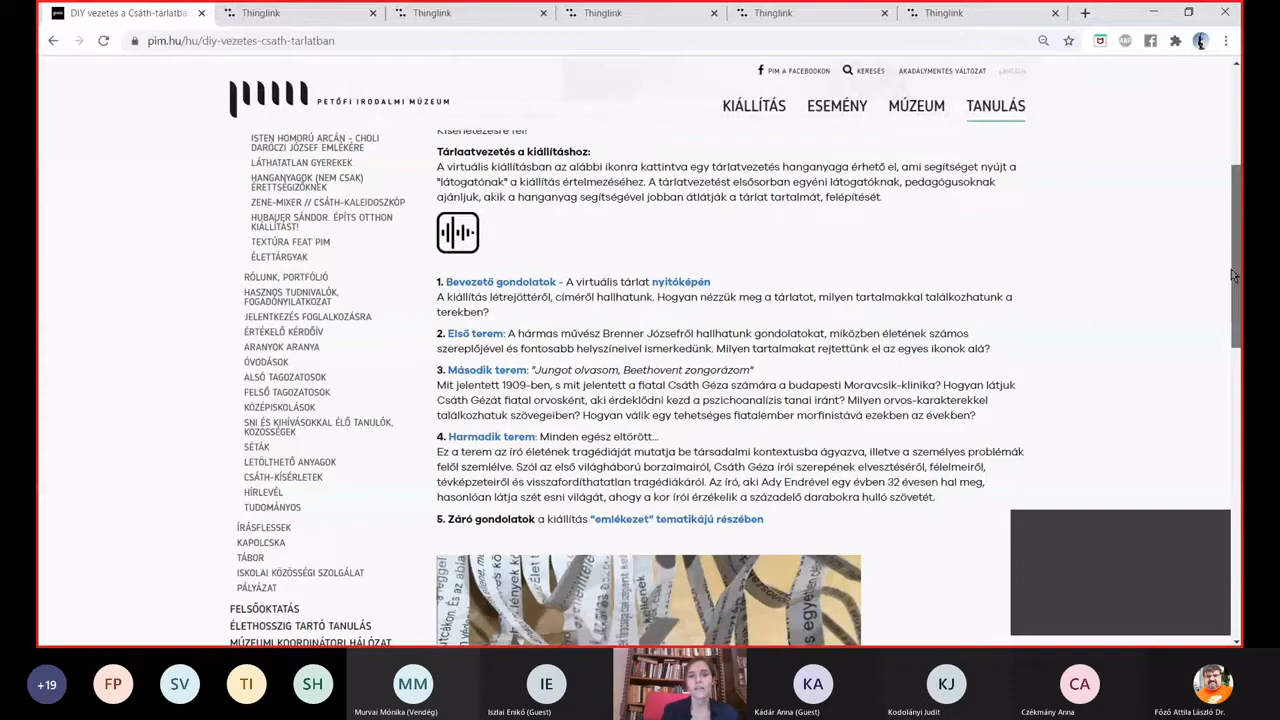 DIY vezetés a Csáth-tárlatba
Thinglink
Thinglink
Thinglink
Thinglink
Thinglink
pim.hu/hu/diy-vezetes-csath-tarlatban
PIM A FACEBOOKON
KERESÉS
AKADÁLYMENTES VÁLTOZAT
PETŐFI IRODALMI MÚZEUM
KIÁLLÍTÁS
ESEMÉNY
MÚZEUM
TANULÁS
ISTEN HOMORÚ ARCÁN - CHOLI
DARÓCZI JÓZSEF EMLÉKÉRE
LÁTHATATLAN GYEREKEK
HANGANYAGOK (NEM CSAK)
ÉRETTSÉGIZŐKNEK
ZENE-MIXER // CSÁTH-KALEIDOSZKÓP
HUBAUER SÁNDOR. ÉPÍTS OTTHON
KIÁLLÍTÁST!
TEXTÚRA FEAT PIM
ÉLETTÁRGYAK
RÓLUNK, PORTFÓLIÓ
HASZNOS TUDNIVALÓK,
FOGADÓNYILATKOZAT
JELENTKEZÉS FOGLALKOZÁSRA
ÉRTÉKELŐ KÉRDŐÍV
ARANYOK ARANYA
ÓVODÁSOK
ALSÓ TAGOZATOSOK
FELSŐ TAGOZATOSOK
KÖZÉPISKOLÁSOK
SNI ÉS KIHÍVÁSOKKAL ÉLŐ TANULÓK,
KÖZÖSSÉGEK
SÉTÁK
LETÖLTHETŐ ANYAGOK
CSÁTH-KÍSÉRLETEK
HÍRLEVÉL
TUDOMÁNYOS
ÍRÁSFLESSEK
KAPOLCSKA
TÁBOR
ISKOLAI KÖZÖSSÉGI SZOLGÁLAT
PÁLYÁZAT
FELSŐOKTATÁS
ÉLETHOSSZIG TARTÓ TANULÁS
MÚZEUMI KOORDINÁTORI HÁLÓZAT
Kísérletezésre fel!
Tárlaatvezetés a kiállításhoz:
A virtuális kiállításban az alábbi ikonra kattintva egy tárlatvezetés hanganyaga érhető el, ami segítséget nyújt a
"látogatónak" a kiállítás értelmezéséhez. A tárlatvezetést elsősorban egyéni látogatóknak, pedagógusoknak
ajánljuk, akik a hanganyag segítségével jobban átlátják a tárlat tartalmát, felépítését.
1. Bevezető gondolatok - A virtuális tárlat nyitóképén
A kiállítás létrejöttéről, címéről hallhatunk. Hogyan nézzük meg a tárlatot, milyen tartalmakkal találkozhatunk a
terekben?
2. Első terem: A hármas művész Brenner Józsefről hallhatunk gondolatokat, miközben életének számos
szereplőjével és fontosabb helyszíneivel ismerkedünk. Milyen tartalmakat rejtettünk el az egyes ikonok alá?
3. Második terem: "Jungot olvasom, Beethovent zongorázom"
Mit jelentett 1909-ben, s mit jelentett a fiatal Csáth Géza számára a budapesti Moravcsik-klinika? Hogyan látjuk
Csáth Gézát fiatal orvosként, aki érdeklődni kezd a pszichoanalízis tanai iránt? Milyen orvos-karakterekkel
találkozhatuk szövegeiben? Hogyan válik egy tehetséges fiatalember morfinistává ezekben az években?
4. Harmadik terem: Minden egész eltörött...
Ez a terem az író életének tragédiáját mutatja be társadalmi kontextusba ágyazva, illetve a személyes problémák
felől szemlélve. Szól az első világháború borzalmairól, Csáth Géza írói szerepének elvesztéséről, félelmeiről,
tévképzeteiről és visszafordíthatatlan tragédiákáról. Az író, aki Ady Endrével egy évben 32 évesen hal meg,
hasonlóan látja szét esni világát, ahogy a kor írói érzékelik a századelő darabokra hulló szövetét.
5. Záró gondolatok a kiállítás "emlékezet" tematikájú részében
+19
FP
SV
TI
SH
MM
IE
KA
KJ
CA
Murvai Mónika (Vendég)
Iszlai Enikő (Guest)
Kádár Anna (Guest)
Kodolányi Judit
Czékmány Anna
Főző Attila László Dr.